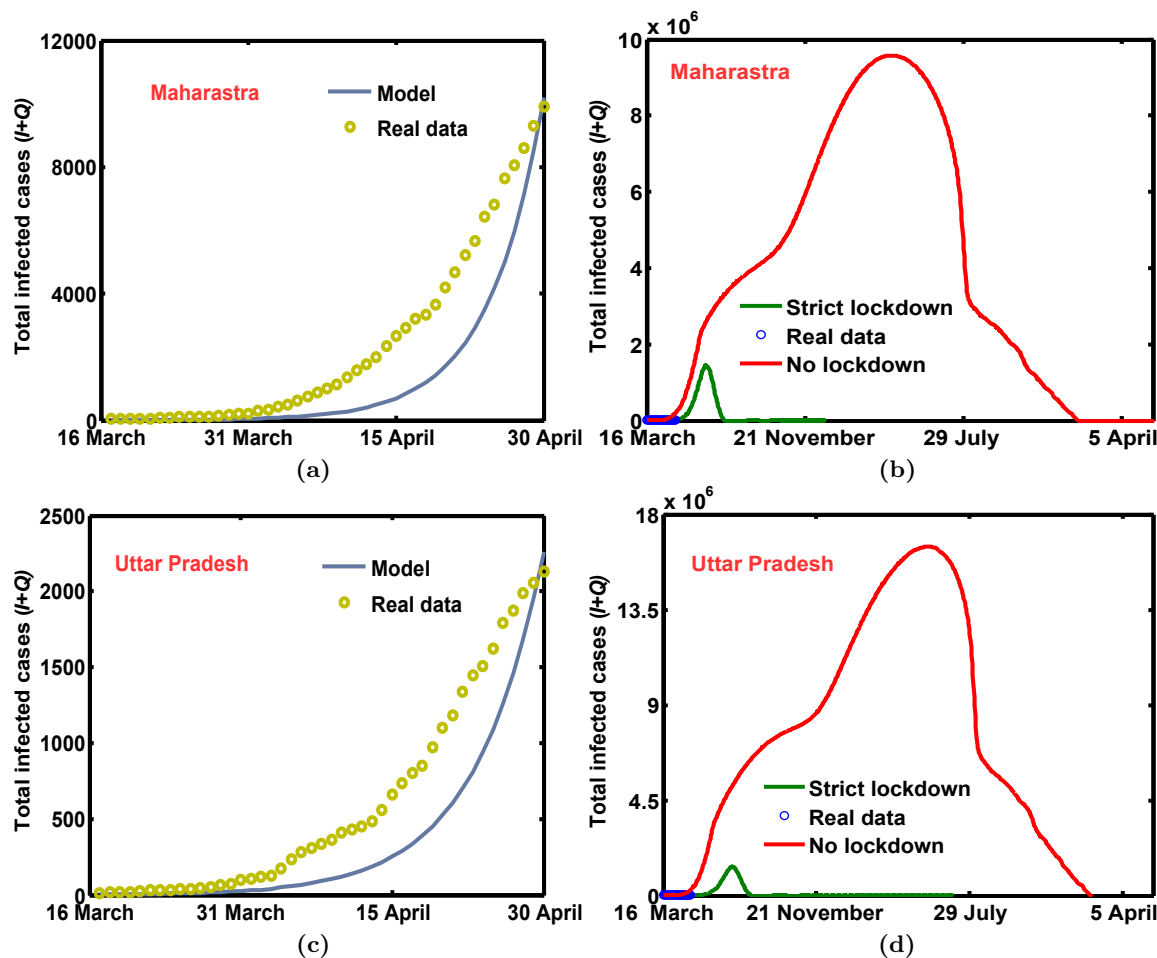 12000
8000
4000
0
Total infected cases (I+Q)
Maharastra
Model
Real data
16 March
31 March
15 April
30 April
(a)
x 10^6
10
8
6
4
2
0
Total infected cases (I+Q)
Maharastra
Strict lockdown
Real data
No lockdown
16 March
21 November
29 July
5 April
(b)
2500
2000
1500
1000
500
0
Total infected cases (I+Q)
Uttar Pradesh
Model
Real data
16 March
31 March
15 April
30 April
(c)
x 10^6
18
13.5
9
4.5
0
Total infected cases (I+Q)
Uttar Pradesh
Strict lockdown
Real data
No lockdown
16 March
21 November
29 July
5 April
(d)